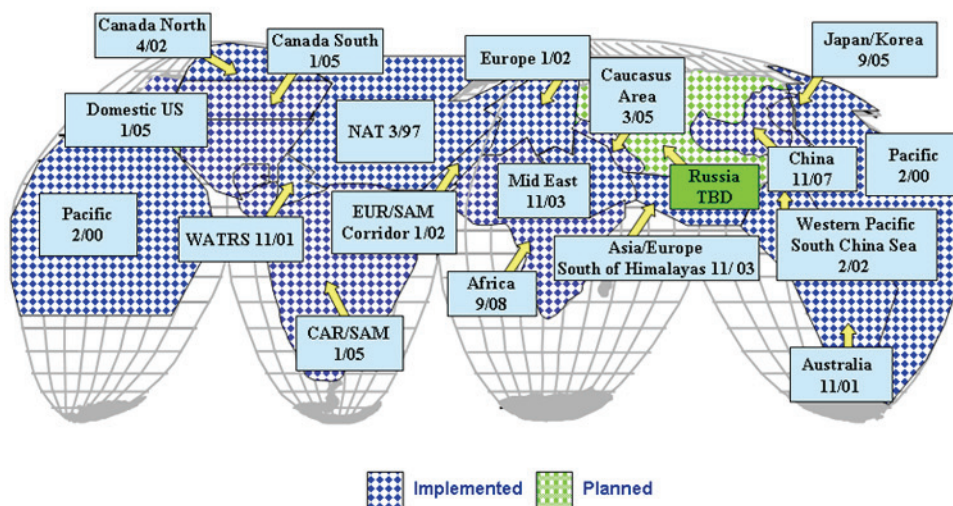 Canada North
4/02
Canada South
1/05
Europe 1/02
Japan/Korea
9/05
Caucasus
Area
3/05
Domestic US
1/05
NAT 3/97
China
11/07
Pacific
2/00
Mid East
11/03
Russia
TBD
Pacific
2/00
WATRS 11/01
EUR/SAM
Corridor 1/02
Western Pacific
South China Sea
2/02
Asia/Europe
South of Himalayas 11/ 03
Africa
9/08
CAR/SAM
1/05
Australia
11/01
Implemented
Planned